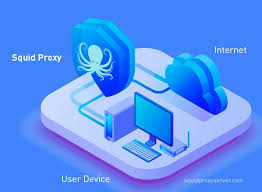 Internet
Squid Proxy
User Device
squidproxyserver.com